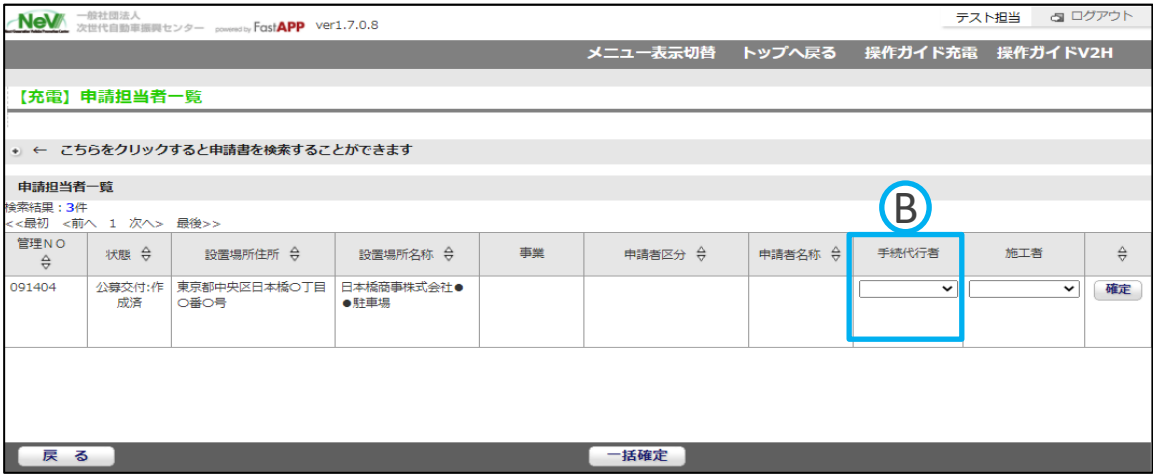 NeV 一般社団法人
次世代自動車振興センター powered by FastAPP ver1.7.0.8
テスト担当 ログアウト
メニュー表示切替 トップへ戻る 操作ガイド充電 操作ガイドV2H
【充電】申請担当者一覧
← こちらをクリックすると申請書を検索することができます
申請担当者一覧
検索結果：3件
<<最初 <前へ 1 次へ> 最後>>
B
管理NO 状態 設置場所住所 設置場所名称 事業 申請者区分 申請者名称 手続代行者 施工者
091404 公募交付:作 東京都中央区日本橋〇丁目 日本橋商事株式会社● 確定
成済 〇番〇号 ●駐車場
戻 る 一括確定